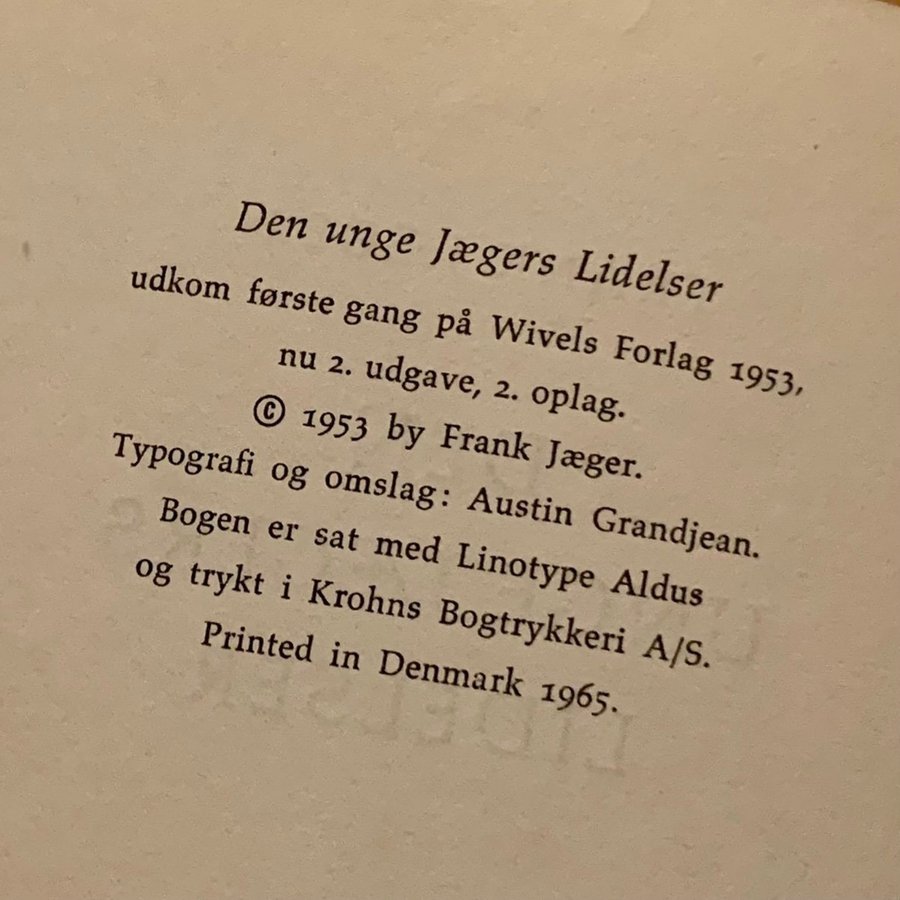 Den unge Jægers Lidelser
udkom første gang på Wivels Forlag 1953,
nu 2. udgave, 2. oplag.
© 1953 by Frank Jæger.
Typografi og omslag: Austin Grandjean.
Bogen er sat med Linotype Aldus
og trykt i Krohns Bogtrykkeri A/S.
Printed in Denmark 1965.